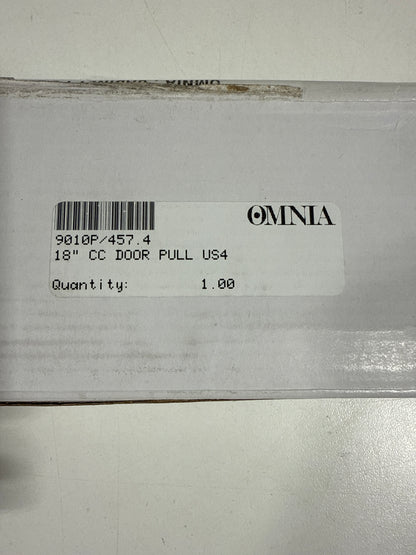 OMNIA
9010P/457.4
18" CC DOOR PULL US4
Quantity: 1.00